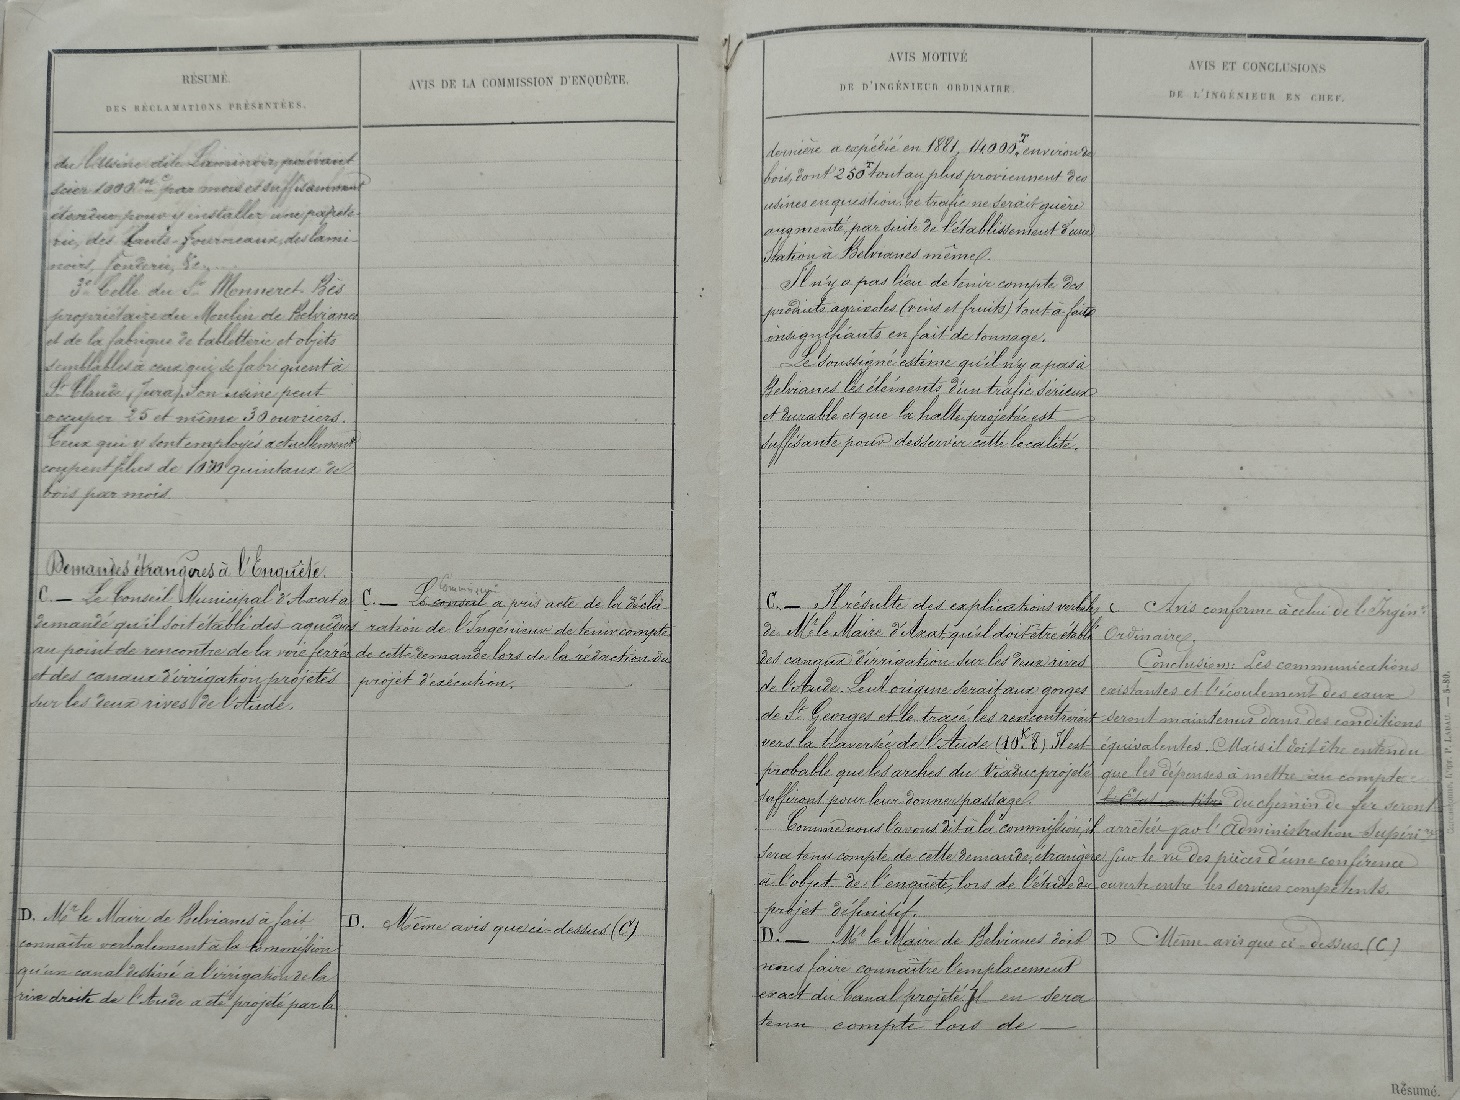 RÉSUMÉ
DES RÉCLAMATIONS PRÉSENTÉES.
du l'Usine dite Laminoir, pouvant
scier 1000 m c par mois et suffisamment
étendue pour y installer une papete-
rie, des hauts-fourneaux, des lami-
noirs, fonderie, &c,....
3° Celle du Sr Monneret Bès
propriétaire du Moulin de Belvianes
et de la fabrique de tabletterie et objets
semblables à ceux qui se fabriquent à
St Claude (Jura). Son usine peut
occuper 25 et même 30 ouvriers.
Ceux qui y sont employés actuellement
coupent plus de 1000 quintaux de
bois par mois.
Demandes étrangères à l'Enquête.
C. — Le Conseil Municipal d'Axat a
demandé qu'il soit établi des aqueducs
au point de rencontre de la voie ferrée
et des canaux d'irrigation projetés
sur les deux rives de l'Aude.
D. Mr le Maire de Belvianes a fait
connaître verbalement à la Commission
qu'un canal destiné à l'irrigation de la
rive droite de l'Aude a été projeté par la
AVIS DE LA COMMISSION D'ENQUÊTE.
Commission
C. — Le conseil a pris acte de la décla-
ration de l'Ingénieur de tenir compte
de cette demande lors de la rédaction du
projet d'exécution.
D. Même avis que ci-dessus (C)
AVIS MOTIVÉ
DE D'INGÉNIEUR ORDINAIRE.
dernière a expédié en 1881, 14000 T environ de
bois, dont 250 T tout au plus proviennent des
usines en question. Ce trafic ne serait guère
augmenté, par suite de l'établissement d'une
station à Belvianes même.
Il n'y a pas lieu de tenir compte des
produits agricoles (vins et fruits) tout à fait
insignifiants en fait de tonnage.
Le soussigné estime qu'il n'y a pas à
Belvianes les éléments d'un trafic sérieux
et durable et que la halte projetée est
suffisante pour desservir cette localité.
C. — Il résulte des explications verbales
de Mr le Maire d'Axat, qu'il doit être établi
des canaux d'irrigation sur les deux rives
de l'Aude. Leur origine serait aux gorges
de St Georges et le tracé les rencontrerait
vers la traversée de l'Aude (10 K 8) Il est
probable que les arches du Viaduc projeté
suffiront pour leur donner passage.
Comme nous l'avons dit à la commission, il
sera tenu compte de cette demande, étrangère
à l'objet de l'enquête, lors de l'étude du
projet définitif.
D. — Mr le Maire de Belvianes doit
nous faire connaître l'emplacement
exact du Canal projeté. Il en sera
tenu compte lors de —
AVIS ET CONCLUSIONS
DE L'INGÉNIEUR EN CHEF.
C Avis conforme à celui de l'Ingénr
Ordinaire.
Conclusion: Les communications
existantes et l'écoulement des eaux
seront maintenus dans des conditions
équivalentes. Mais il doit être entendu
que les dépenses à mettre au compte
du chemin de fer seront
arrêtées par l'Administration Supérre
sur le vu des pièces d'une conférence
ouverte entre les services compétents.
D Même avis que ci-dessus (C)
Résumé.